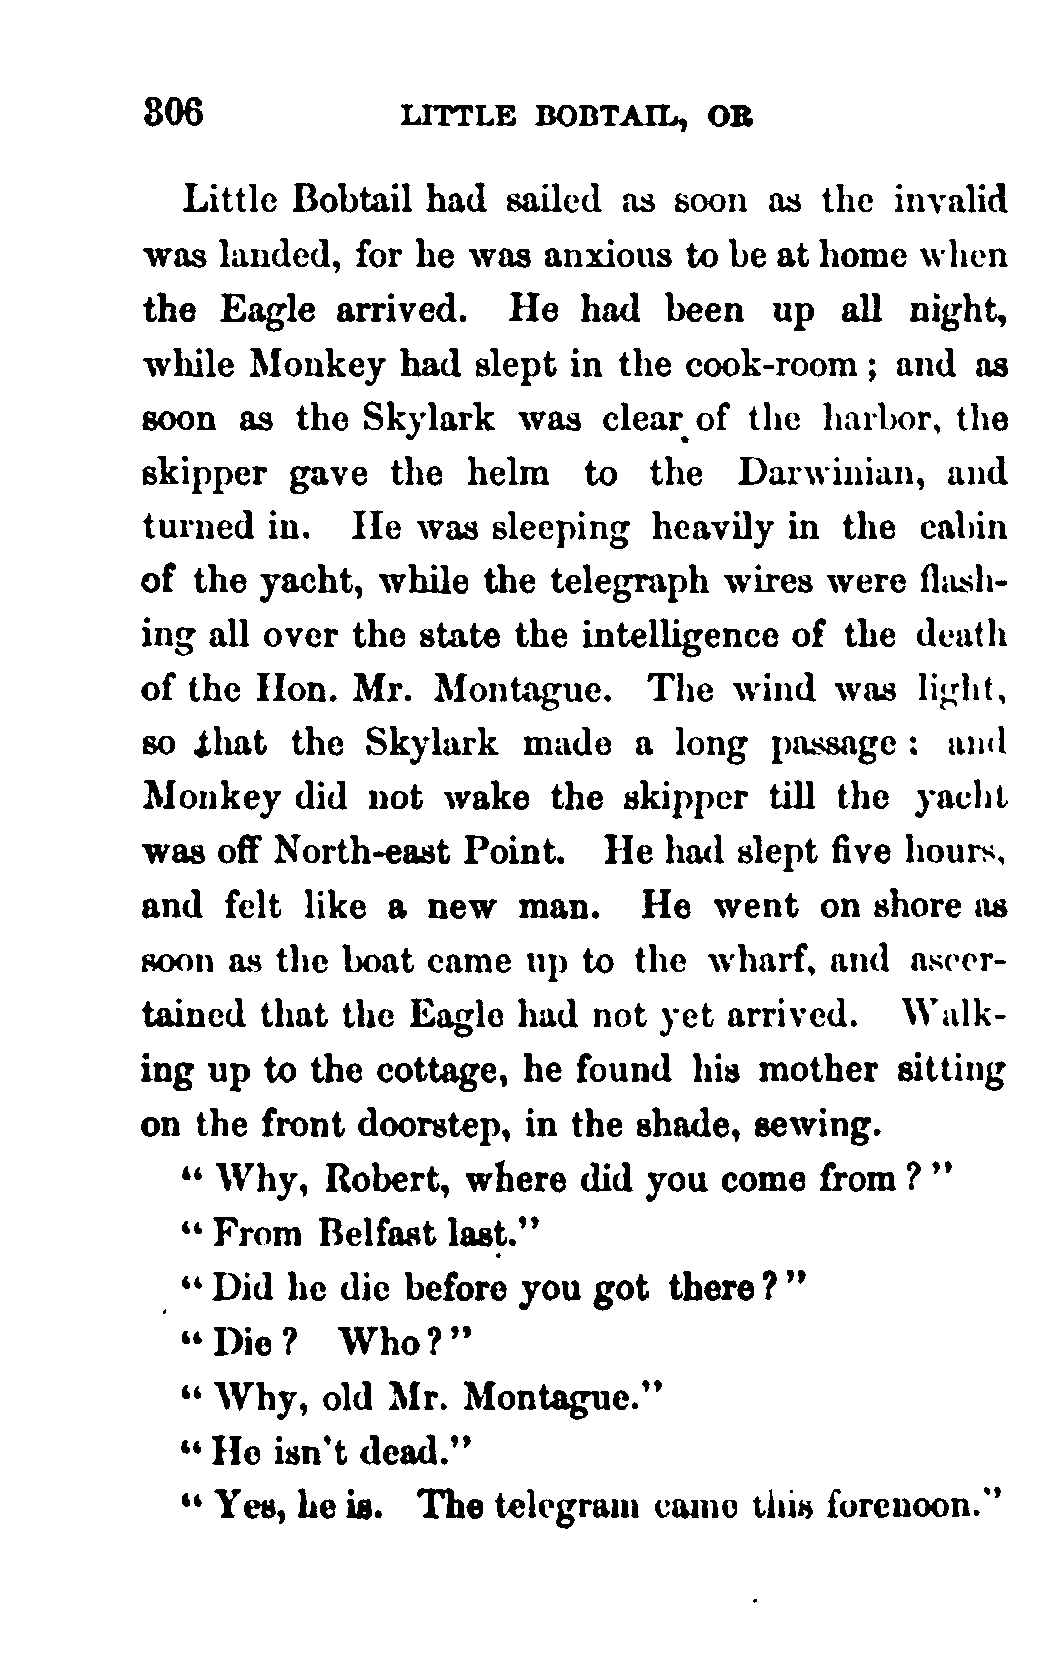 306 LITTLE BOBTAIL, OR
Little Bobtail had sailed as soon as the invalid
was landed, for he was anxious to be at home when
the Eagle arrived. He had been up all night,
while Monkey had slept in the cook-room; and as
soon as the Skylark was clear of the harbor, the
skipper gave the helm to the Darwinian, and
turned in. He was sleeping heavily in the cabin
of the yacht, while the telegraph wires were flash-
ing all over the state the intelligence of the death
of the Hon. Mr. Montague. The wind was light,
so that the Skylark made a long passage; and
Monkey did not wake the skipper till the yacht
was off North-east Point. He had slept five hours,
and felt like a new man. He went on shore as
soon as the boat came up to the wharf, and ascer-
tained that the Eagle had not yet arrived. Walk-
ing up to the cottage, he found his mother sitting
on the front doorstep, in the shade, sewing.
"Why, Robert, where did you come from?"
"From Belfast last."
"Did he die before you got there?"
"Die? Who?"
"Why, old Mr. Montague."
"He isn't dead."
"Yes, he is. The telegram came this forenoon."